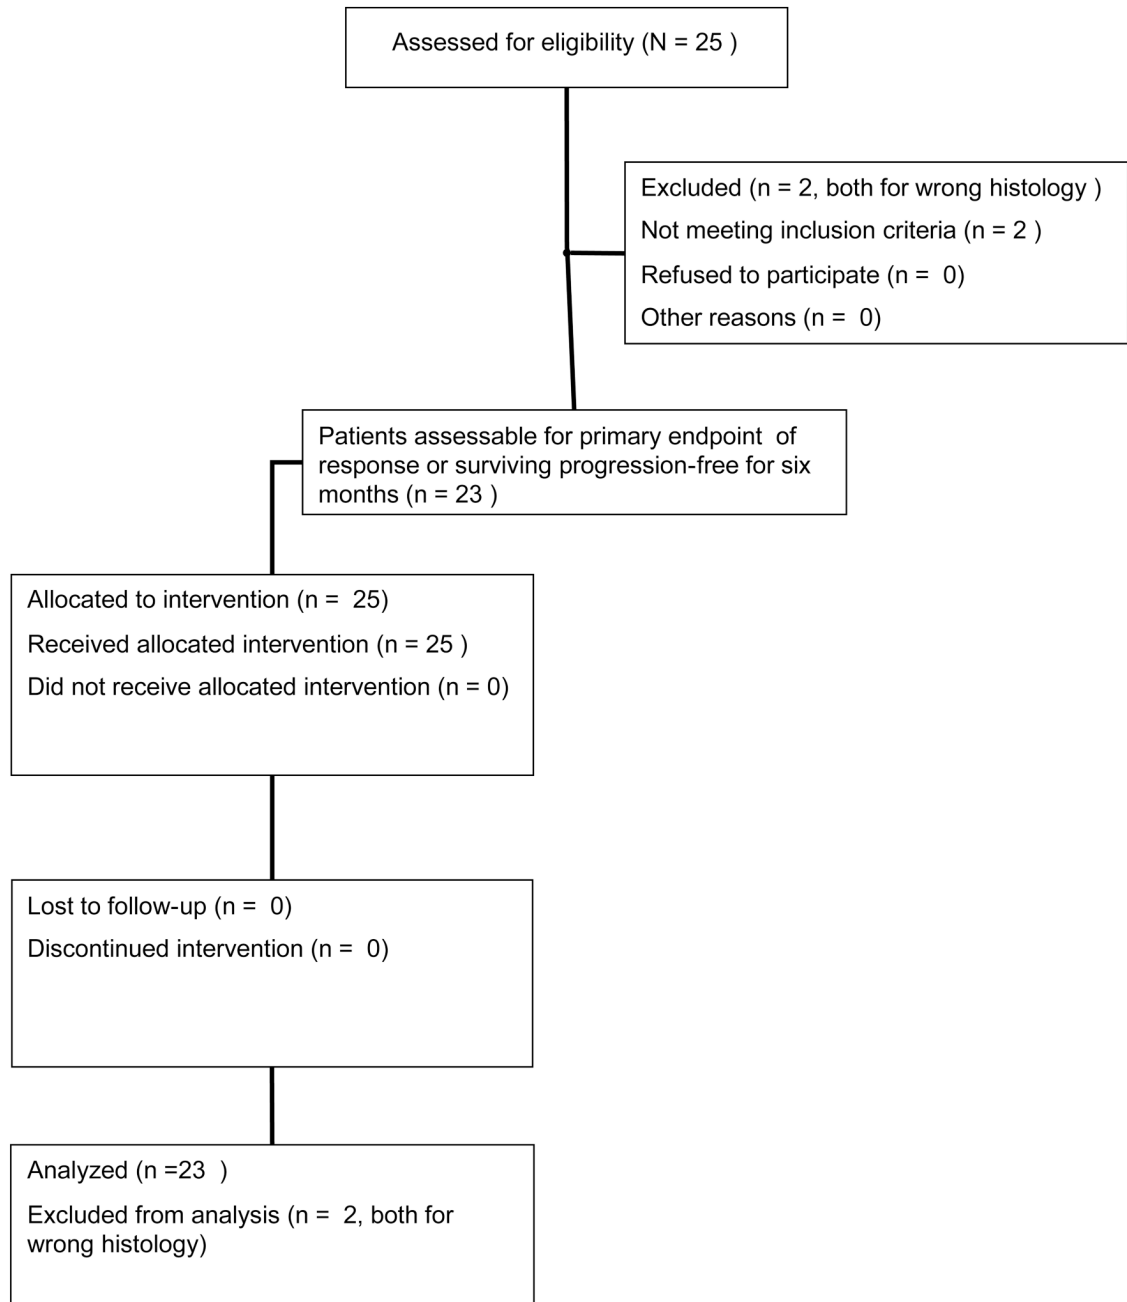 Assessed for eligibility (N = 25 )
Excluded (n = 2, both for wrong histology )
Not meeting inclusion criteria (n = 2 )
Refused to participate (n =  0)
Other reasons (n =  0)
Patients assessable for primary endpoint  of
response or surviving progression-free for six
months (n = 23 )
Allocated to intervention (n =  25)
Received allocated intervention (n = 25 )
Did not receive allocated intervention (n = 0)
Lost to follow-up (n =  0)
Discontinued intervention (n =  0)
Analyzed (n =23  )
Excluded from analysis (n =  2, both for
wrong histology)